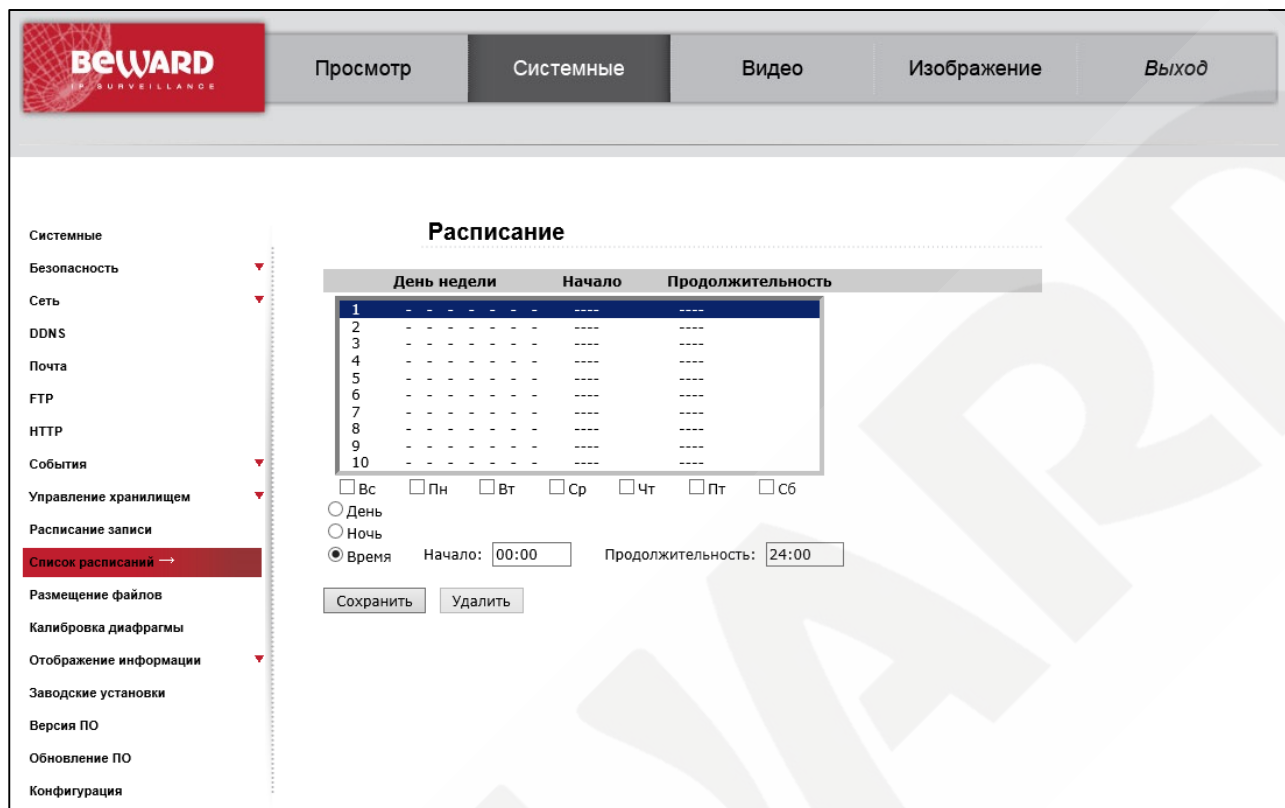 BEWARD
IP SURVEILLANCE
Просмотр Системные Видео Изображение Выход
Системные
Безопасность
Сеть
DDNS
Почта
FTP
HTTP
События
Управление хранилищем
Расписание записи
Список расписаний →
Размещение файлов
Калибровка диафрагмы
Отображение информации
Заводские установки
Версия ПО
Обновление ПО
Конфигурация
Расписание
День недели Начало Продолжительность
1 - - - - - - - ---- ----
2 - - - - - - - ---- ----
3 - - - - - - - ---- ----
4 - - - - - - - ---- ----
5 - - - - - - - ---- ----
6 - - - - - - - ---- ----
7 - - - - - - - ---- ----
8 - - - - - - - ---- ----
9 - - - - - - - ---- ----
10 - - - - - - - ---- ----
Вс Пн Вт Ср Чт Пт Сб
День
Ночь
Время Начало: 00:00 Продолжительность: 24:00
Сохранить Удалить